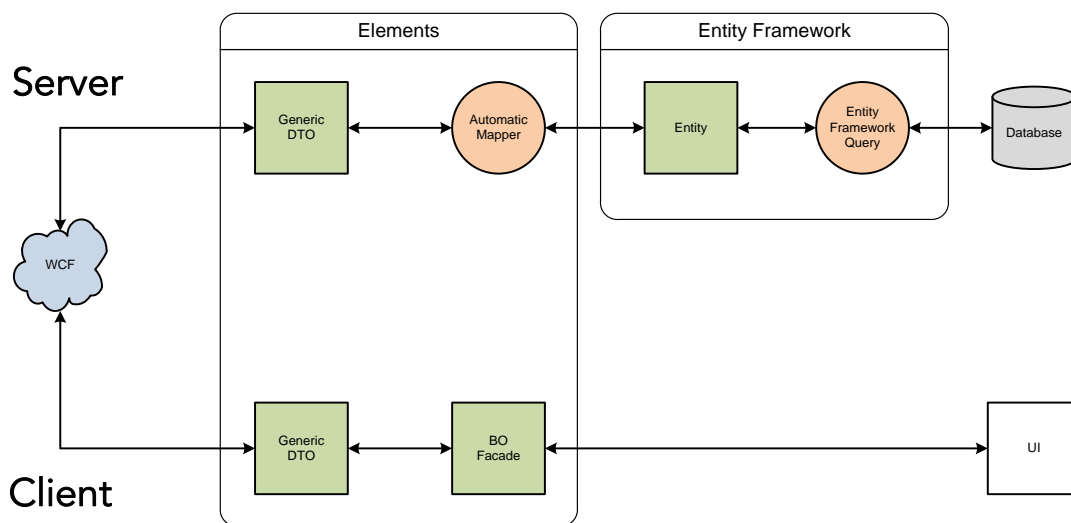 Elements
Entity Framework
Server
Generic
DTO
Automatic
Mapper
Entity
Entity
Framework
Query
Database
WCF
Generic
DTO
BO
Facade
UI
Client